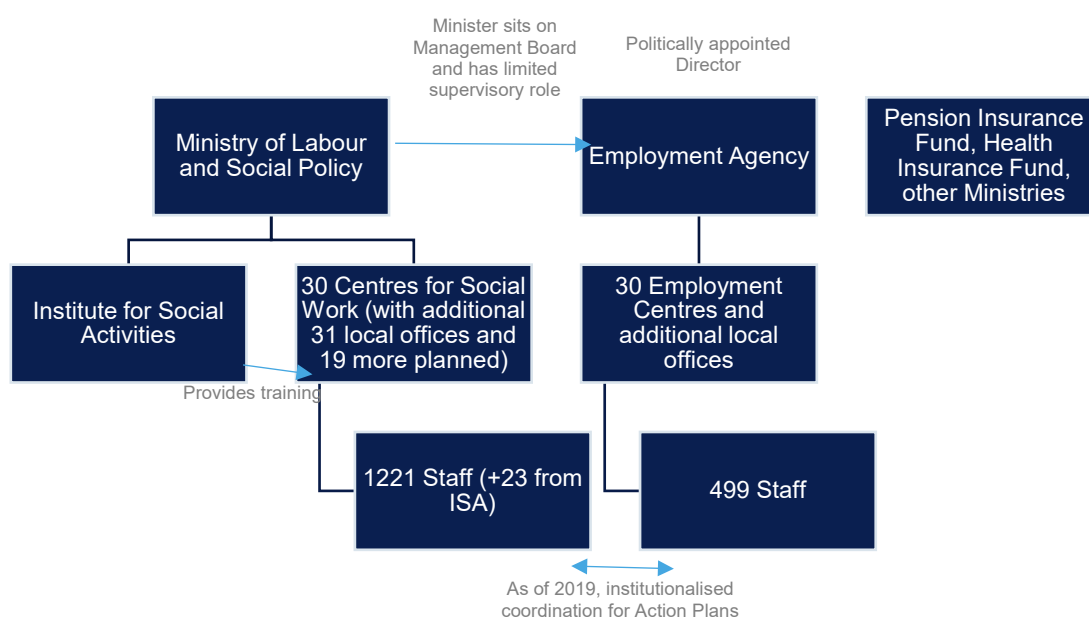 Minister sits on
Management Board
and has limited
supervisory role
Politically appointed
Director
Ministry of Labour
and Social Policy
Employment Agency
Pension Insurance
Fund, Health
Insurance Fund,
other Ministries
Institute for Social
Activities
30 Centres for Social
Work (with additional
31 local offices and
19 more planned)
30 Employment
Centres and
additional local
offices
Provides training
1221 Staff (+23 from
ISA)
499 Staff
As of 2019, institutionalised
coordination for Action Plans